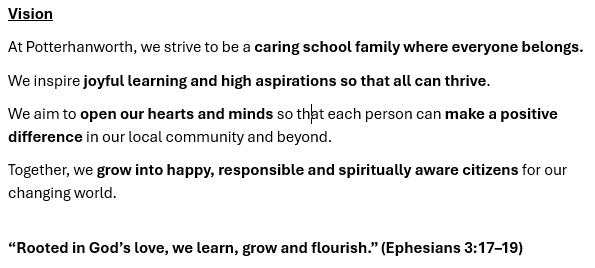 Vision
At Potterhanworth, we strive to be a caring school family where everyone belongs.
We inspire joyful learning and high aspirations so that all can thrive.
We aim to open our hearts and minds so that each person can make a positive
difference in our local community and beyond.
Together, we grow into happy, responsible and spiritually aware citizens for our
changing world.
“Rooted in God’s love, we learn, grow and flourish.” (Ephesians 3:17–19)